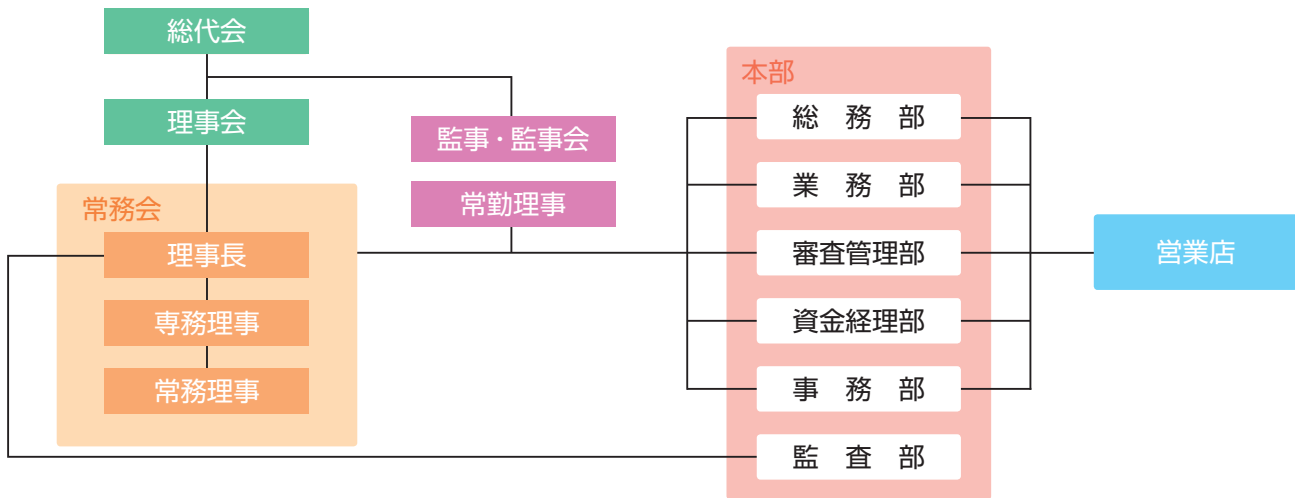 総代会
理事会
監事・監事会
常勤理事
常務会
理事長
専務理事
常務理事
本部
総　務　部
業　務　部
審査管理部
資金経理部
事　務　部
監　査　部
営業店